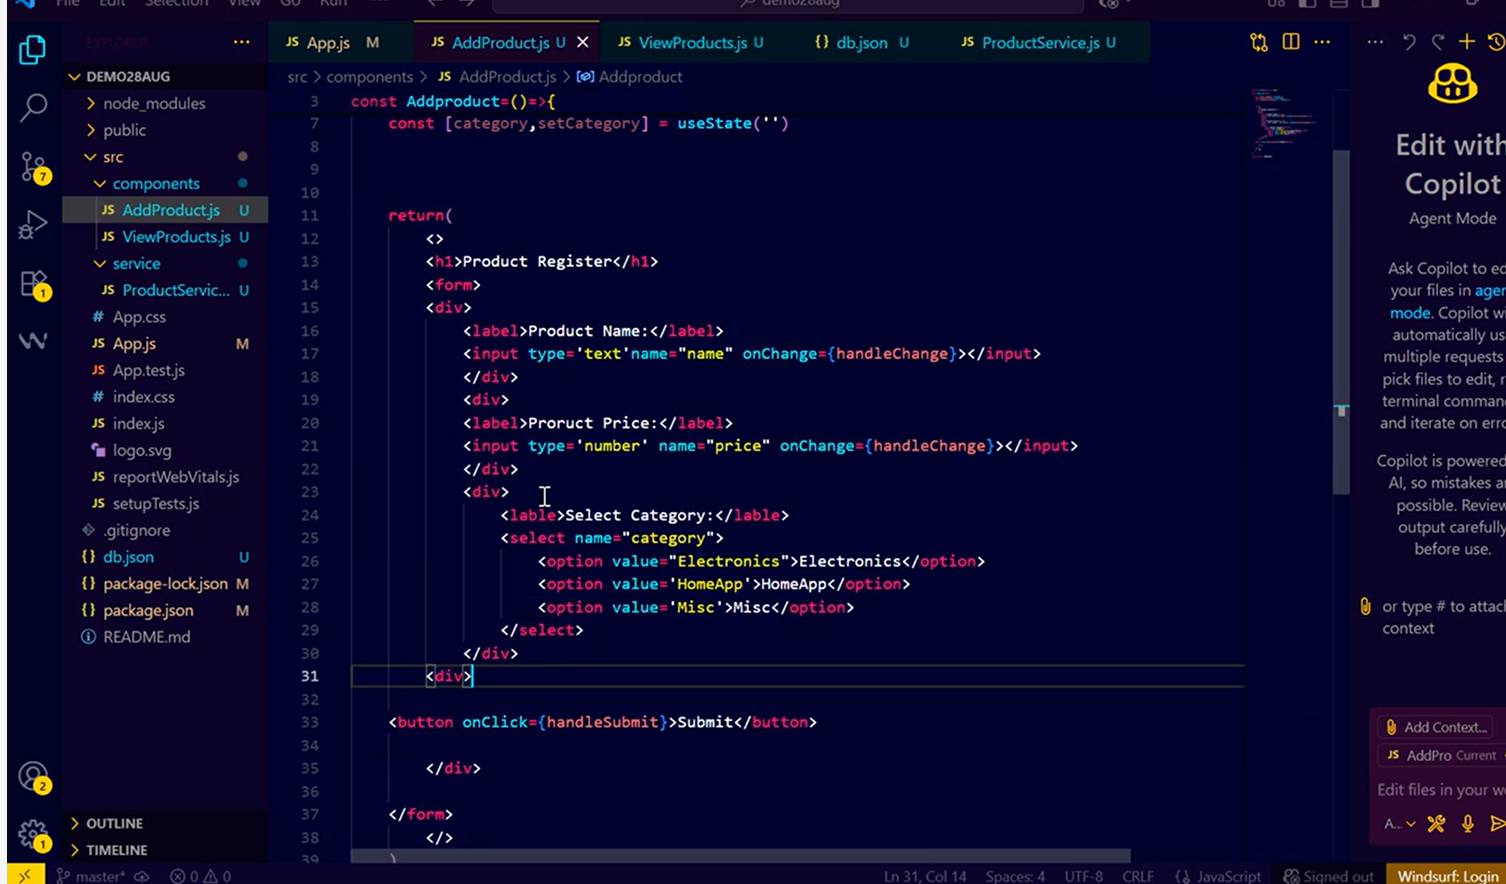 File Edit Selection View Go Run ... demo28aug
EXPLORER ...
DEMO28AUG
node_modules
public
src
components
JS AddProduct.js U
JS ViewProducts.js U
service
JS ProductServic... U
# App.css
JS App.js M
JS App.test.js
# index.css
JS index.js
logo.svg
JS reportWebVitals.js
JS setupTests.js
.gitignore
{} db.json U
{} package-lock.json M
{} package.json M
README.md
OUTLINE
TIMELINE
7
1
2
1
JS App.js M JS AddProduct.js U × JS ViewProducts.js U {} db.json U JS ProductService.js U
src > components > JS AddProduct.js > Addproduct
3 const Addproduct=()=>{
7 const [category,setCategory] = useState('')
8
9
10
11 return(
12 <>
13 <h1>Product Register</h1>
14 <form>
15 <div>
16 <label>Product Name:</label>
17 <input type='text'name="name" onChange={handleChange}></input>
18 </div>
19 <div>
20 <label>Proruct Price:</label>
21 <input type='number' name="price" onChange={handleChange}></input>
22 </div>
23 <div>
24 <lable>Select Category:</lable>
25 <select name="category">
26 <option value="Electronics">Electronics</option>
27 <option value='HomeApp'>HomeApp</option>
28 <option value='Misc'>Misc</option>
29 </select>
30 </div>
31 <div>
32
33 <button onClick={handleSubmit}>Submit</button>
34
35 </div>
36
37 </form>
38 </>
39 )
Edit with
Copilot
Agent Mode
Ask Copilot to ed
your files in agen
mode. Copilot wi
automatically us
multiple requests
pick files to edit, r
terminal comman
and iterate on erro
Copilot is powered
AI, so mistakes a
possible. Review
output carefully
before use.
or type # to attac
context
Add Context...
JS AddPro Current
Edit files in your w
A...
master* 0 0 Ln 31, Col 14 Spaces: 4 UTF-8 CRLF {} JavaScript Signed out Windsurf: Login